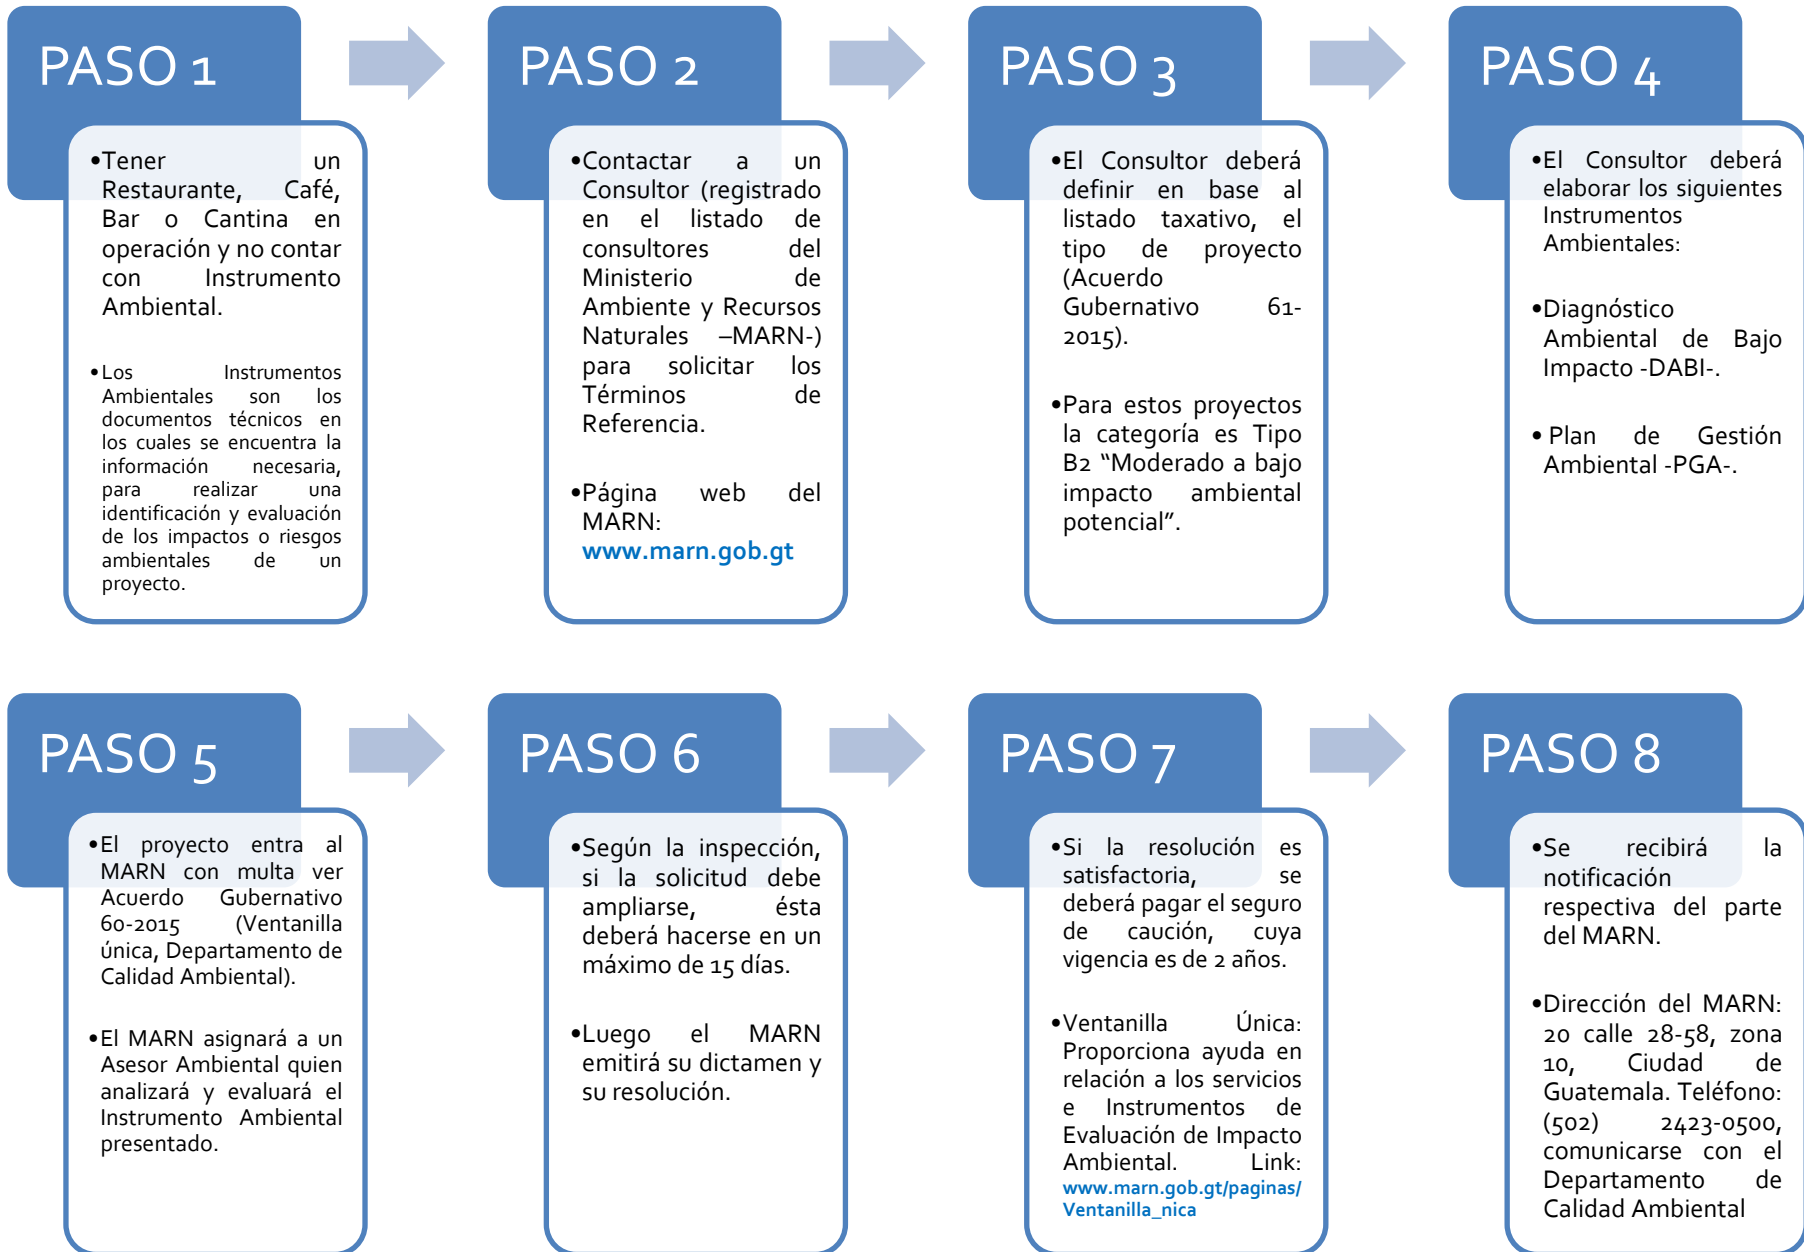 PASO 1
•Tener un
Restaurante, Café,
Bar o Cantina en
operación y no contar
con Instrumento
Ambiental.
•Los Instrumentos
Ambientales son los
documentos técnicos en
los cuales se encuentra la
información necesaria,
para realizar una
identificación y evaluación
de los impactos o riesgos
ambientales de un
proyecto.
PASO 2
•Contactar a un
Consultor (registrado
en el listado de
consultores del
Ministerio de
Ambiente y Recursos
Naturales –MARN-)
para solicitar los
Términos de
Referencia.
•Página web del
MARN:
www.marn.gob.gt
PASO 3
•El Consultor deberá
definir en base al
listado taxativo, el
tipo de proyecto
(Acuerdo
Gubernativo 61-
2015).
•Para estos proyectos
la categoría es Tipo
B2 “Moderado a bajo
impacto ambiental
potencial”.
PASO 4
•El Consultor deberá
elaborar los siguientes
Instrumentos
Ambientales:
•Diagnóstico
Ambiental de Bajo
Impacto -DABI-.
• Plan de Gestión
Ambiental -PGA-.
PASO 5
•El proyecto entra al
MARN con multa ver
Acuerdo Gubernativo
60-2015 (Ventanilla
única, Departamento de
Calidad Ambiental).
•El MARN asignará a un
Asesor Ambiental quien
analizará y evaluará el
Instrumento Ambiental
presentado.
PASO 6
•Según la inspección,
si la solicitud debe
ampliarse, ésta
deberá hacerse en un
máximo de 15 días.
•Luego el MARN
emitirá su dictamen y
su resolución.
PASO 7
•Si la resolución es
satisfactoria, se
deberá pagar el seguro
de caución, cuya
vigencia es de 2 años.
•Ventanilla Única:
Proporciona ayuda en
relación a los servicios
e Instrumentos de
Evaluación de Impacto
Ambiental. Link:
www.marn.gob.gt/paginas/
Ventanilla_nica
PASO 8
•Se recibirá la
notificación
respectiva del parte
del MARN.
•Dirección del MARN:
20 calle 28-58, zona
10, Ciudad de
Guatemala. Teléfono:
(502) 2423-0500,
comunicarse con el
Departamento de
Calidad Ambiental